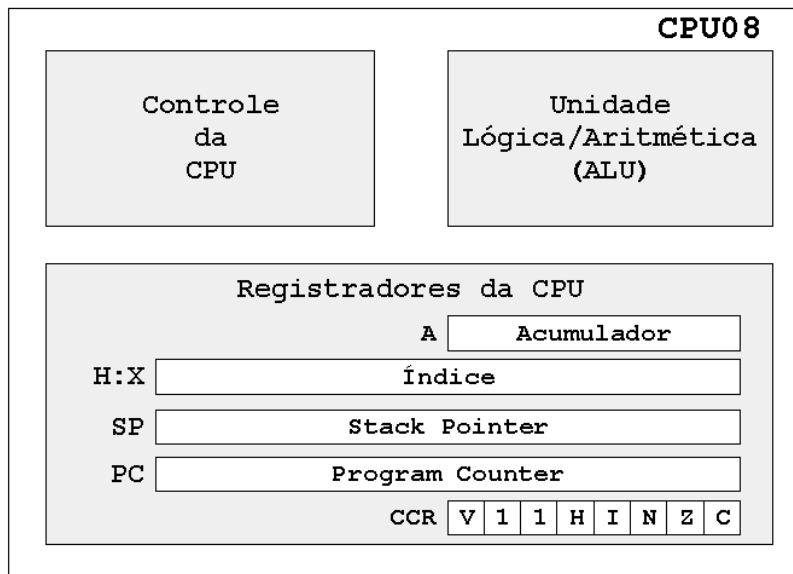 CPU08
Controle
da
CPU
Unidade
Lógica/Aritmética
(ALU)
Registradores da CPU
A Acumulador
H:X Índice
SP Stack Pointer
PC Program Counter
CCR V 1 1 H I N Z C